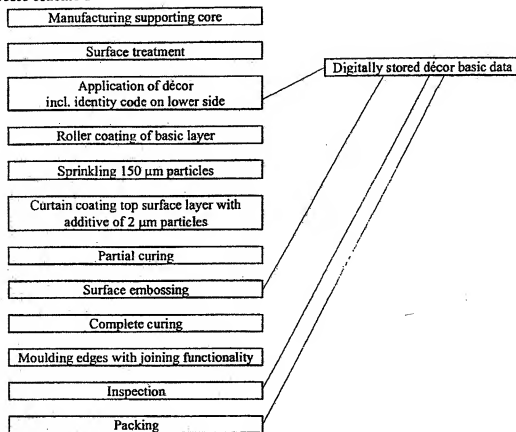 Manufacturing supporting core
Surface treatment
Digitally stored décor basic data
Application of décor
incl. identity code on lower side
Roller coating of basic layer
Sprinkling 150 µm particles
Curtain coating top surface layer with
additive of 2 µm particles
Partial curing
Surface embossing
Complete curing
Moulding edges with joining functionality
Inspection
Packing